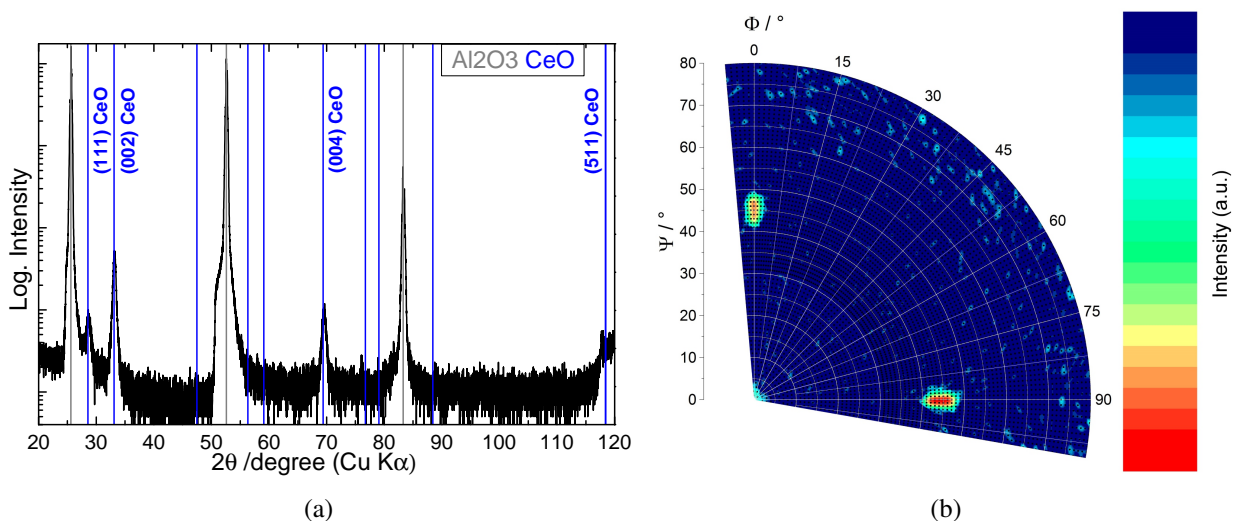 Al2O3 CeO
(111) CeO
(002) CeO
(004) CeO
(511) CeO
Log. Intensity
20 30 40 50 60 70 80 90 100 110 120
2θ /degree (Cu Kα)
(a)
Φ / °
0
15
30
45
60
75
90
80
70
60
50
40
30
20
10
0
Ψ / °
Intensity (a.u.)
(b)